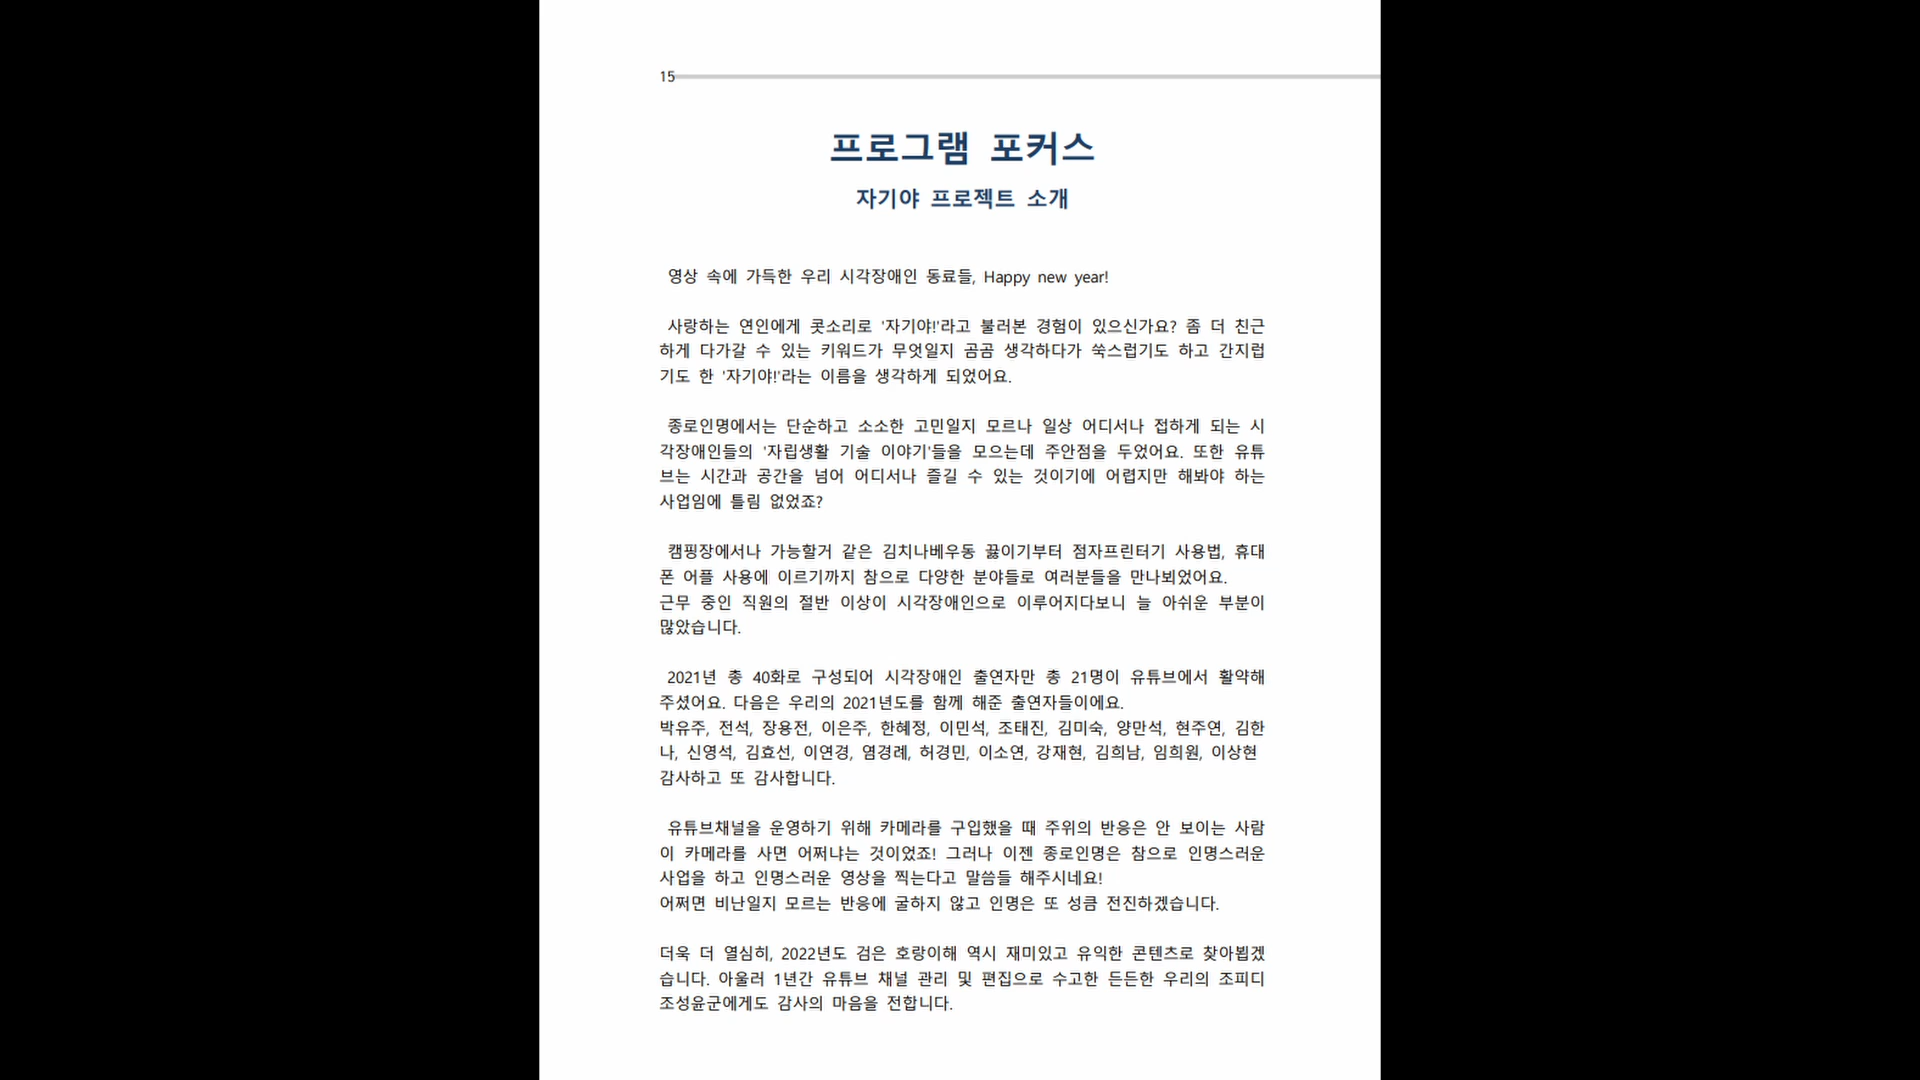 15
프로그램 포커스
자기야 프로젝트 소개
영상 속에 가득한 우리 시각장애인 동료들, Happy new year!
사랑하는 연인에게 콧소리로 '자기야!'라고 불러본 경험이 있으신가요? 좀 더 친근
하게 다가갈 수 있는 키워드가 무엇일지 곰곰 생각하다가 쑥스럽기도 하고 간지럽
기도 한 '자기야!'라는 이름을 생각하게 되었어요.
종로인명에서는 단순하고 소소한 고민일지 모르나 일상 어디서나 접하게 되는 시
각장애인들의 '자립생활 기술 이야기'들을 모으는데 주안점을 두었어요. 또한 유튜
브는 시간과 공간을 넘어 어디서나 즐길 수 있는 것이기에 어렵지만 해봐야 하는
사업임에 틀림 없었죠?
캠핑장에서나 가능할거 같은 김치나베우동 끓이기부터 점자프린터기 사용법, 휴대
폰 어플 사용에 이르기까지 참으로 다양한 분야들로 여러분들을 만나뵈었어요.
근무 중인 직원의 절반 이상이 시각장애인으로 이루어지다보니 늘 아쉬운 부분이
많았습니다.
2021년 총 40화로 구성되어 시각장애인 출연자만 총 21명이 유튜브에서 활약해
주셨어요. 다음은 우리의 2021년도를 함께 해준 출연자들이에요.
박유주, 전석, 장용전, 이은주, 한혜정, 이민석, 조태진, 김미숙, 양만석, 현주연, 김한
나, 신영석, 김효선, 이연경, 염경례, 허경민, 이소연, 강재현, 김희남, 임희원, 이상현
감사하고 또 감사합니다.
유튜브채널을 운영하기 위해 카메라를 구입했을 때 주위의 반응은 안 보이는 사람
이 카메라를 사면 어쩌냐는 것이었죠! 그러나 이젠 종로인명은 참으로 인명스러운
사업을 하고 인명스러운 영상을 찍는다고 말씀들 해주시네요!
어쩌면 비난일지 모르는 반응에 굴하지 않고 인명은 또 성큼 전진하겠습니다.
더욱 더 열심히, 2022년도 검은 호랑이해 역시 재미있고 유익한 콘텐츠로 찾아뵙겠
습니다. 아울러 1년간 유튜브 채널 관리 및 편집으로 수고한 든든한 우리의 조피디
조성윤군에게도 감사의 마음을 전합니다.